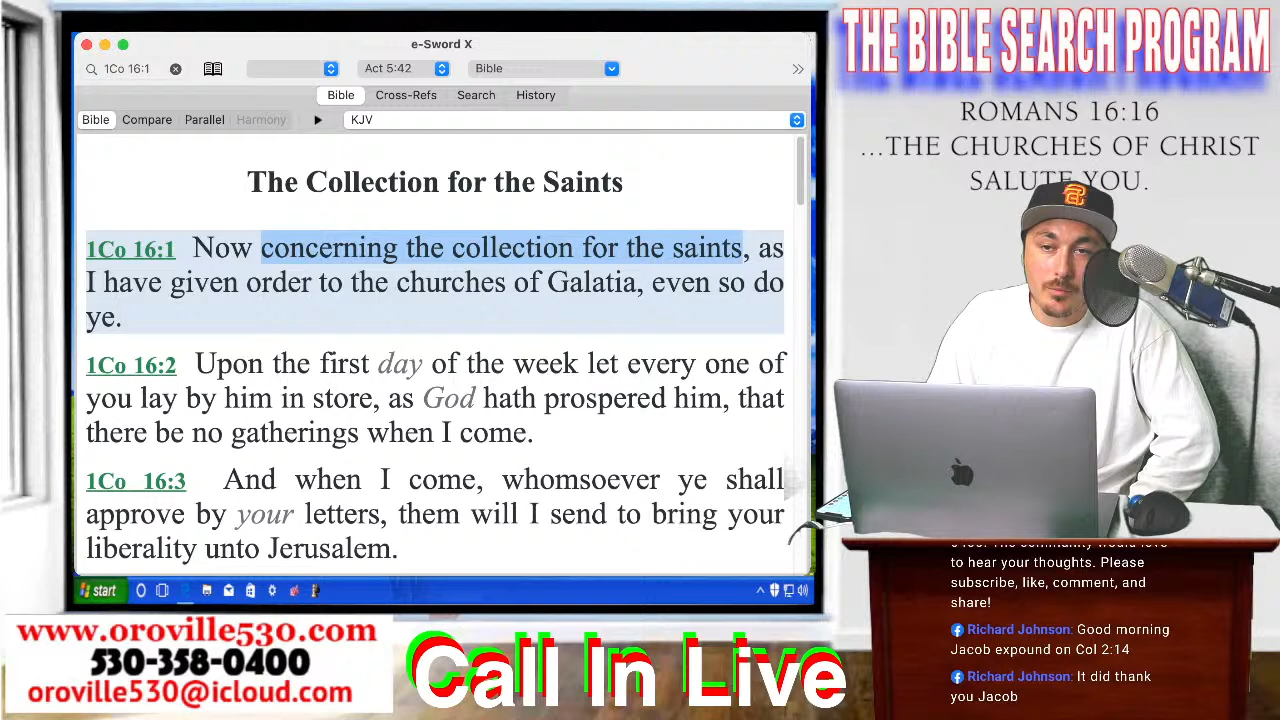 e-Sword X
1Co 16:1
Act 5:42
Bible
Bible
Cross-Refs
Search
History
Bible
Compare
Parallel
Harmony
KJV
The Collection for the Saints
1Co 16:1 Now concerning the collection for the saints, as
I have given order to the churches of Galatia, even so do
ye.
1Co 16:2 Upon the first day of the week let every one of
you lay by him in store, as God hath prospered him, that
there be no gatherings when I come.
1Co 16:3 And when I come, whomsoever ye shall
approve by your letters, them will I send to bring your
liberality unto Jerusalem.
start
THE BIBLE SEARCH PROGRAM
ROMANS 16:16
...THE CHURCHES OF CHRIST
SALUTE YOU.
www.oroville530.com
530-358-0400
oroville530@icloud.com
Call In Live
to hear your thoughts. Please
subscribe, like, comment, and
share!
Richard Johnson: Good morning
Jacob expound on Col 2:14
Richard Johnson: It did thank
you Jacob